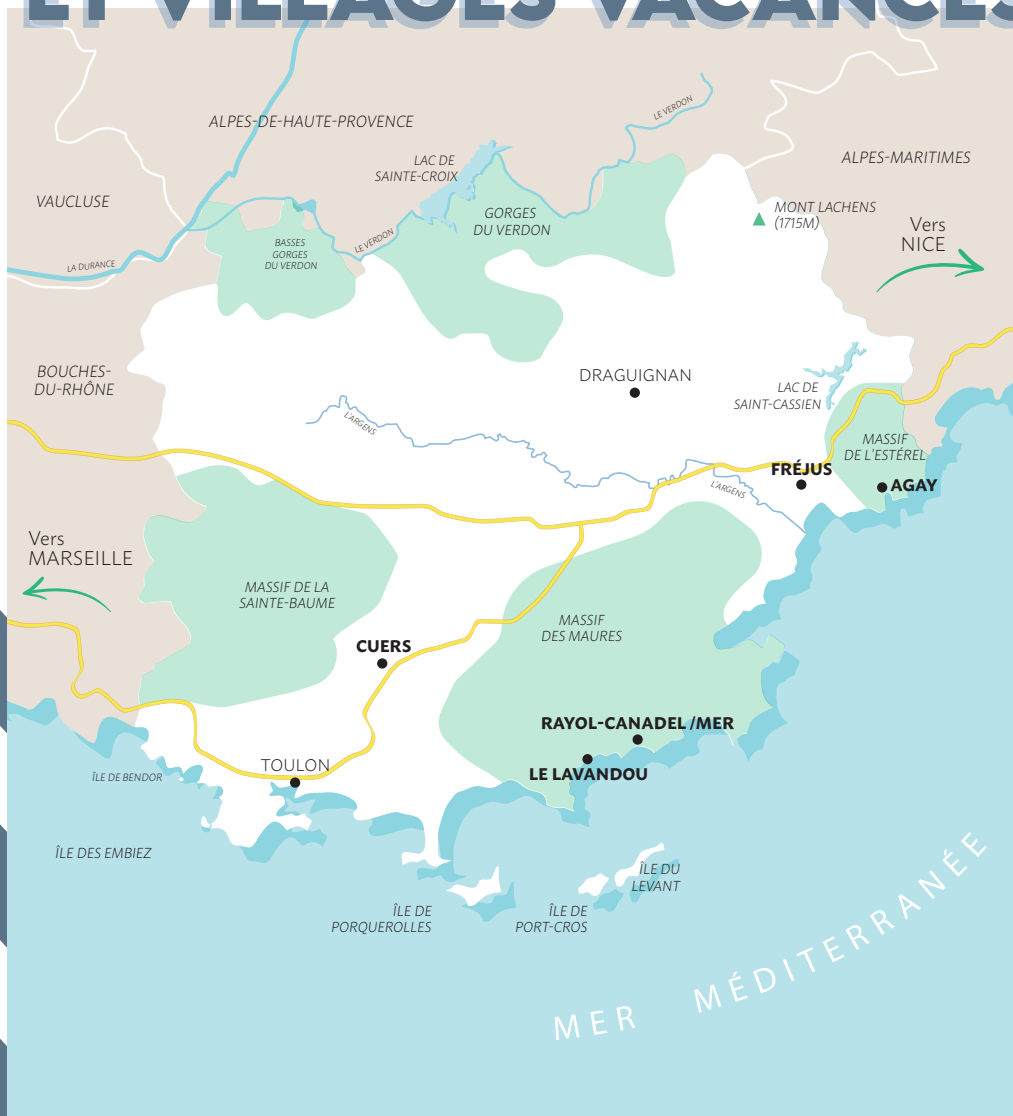 ET VILLAGES VACANCES
ALPES-DE-HAUTE-PROVENCE
LE VERDON
LAC DE
SAINTE-CROIX
ALPES-MARITIMES
VAUCLUSE
MONT LACHENS
(1715M)
GORGES
DU VERDON
Vers
NICE
BASSES
GORGES
DU VERDON
LE VERDON
LA DURANCE
BOUCHES-
DU-RHÔNE
DRAGUIGNAN
LAC DE
SAINT-CASSIEN
L'ARGENS
MASSIF
DE L'ESTÉREL
FRÉJUS
AGAY
L'ARGENS
Vers
MARSEILLE
MASSIF DE LA
SAINTE-BAUME
MASSIF
DES MAURES
CUERS
RAYOL-CANADEL /MER
TOULON
LE LAVANDOU
ÎLE DE BENDOR
ÎLE DES EMBIEZ
ÎLE DU
LEVANT
ÎLE DE
PORQUEROLLES
ÎLE DE
PORT-CROS
MER MÉDITERRANÉE